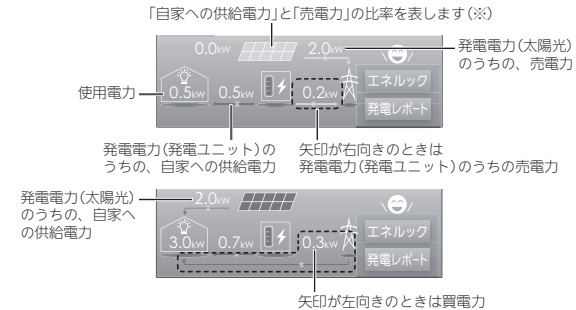 「自家への供給電力」と「売電力」の比率を表します(※)
0.0kw
2.0kw
発電電力(太陽光)
のうちの、売電力
使用電力
0.5kw
0.5kw
0.2kw
エネルック
発電レポート
発電電力(発電ユニット)の
うちの、自家への供給電力
矢印が右向きのときは
発電電力(発電ユニット)のうちの売電力
発電電力(太陽光)
のうちの、自家へ
の供給電力
2.0kw
3.0kw
0.7kw
0.3kw
エネルック
発電レポート
矢印が左向きのときは買電力